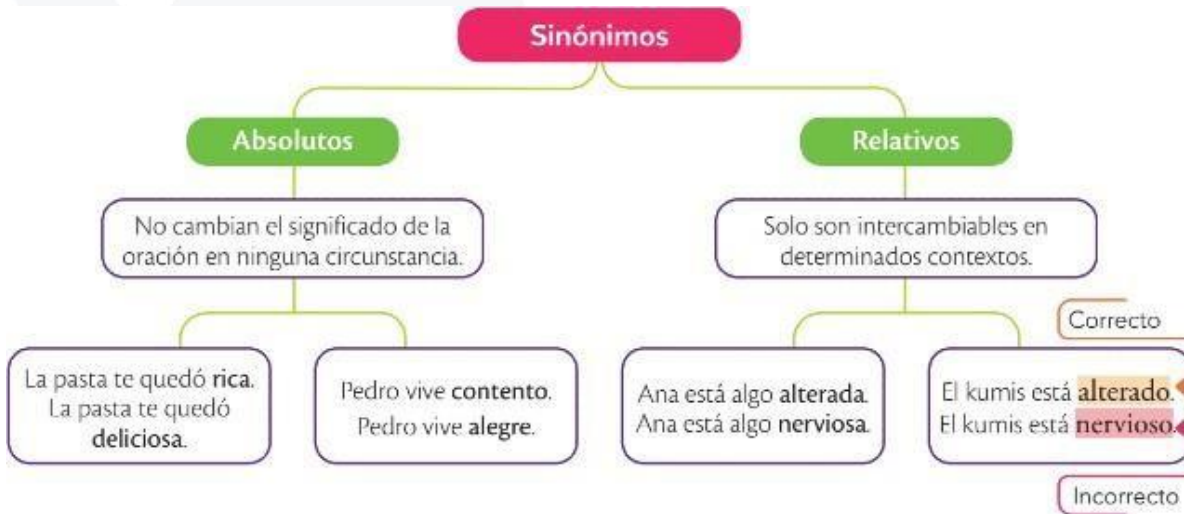 Sinónimos
Absolutos
No cambian el significado de la
oración en ninguna circunstancia.
La pasta te quedó rica.
La pasta te quedó
deliciosa.
Pedro vive contento.
Pedro vive alegre.
Relativos
Solo son intercambiables en
determinados contextos.
Ana está algo alterada.
Ana está algo nerviosa.
Correcto
El kumis está alterado.
El kumis está nervioso.
Incorrecto